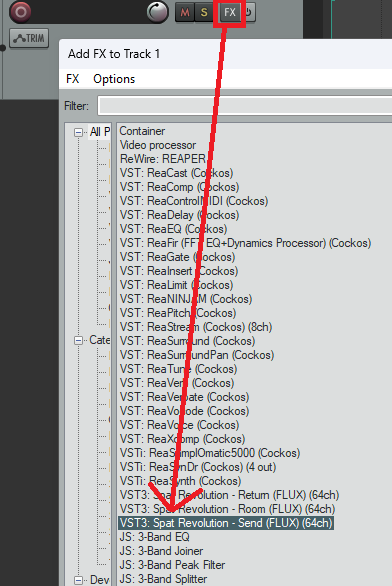 M S FX
TRIM
Add FX to Track 1
FX Options
Filter:
All P
Container
Video processor
ReWire: REAPER
VST: ReaCast (Cockos)
VST: ReaComp (Cockos)
VST: ReaControlMIDI (Cockos)
VST: ReaDelay (Cockos)
VST: ReaEQ (Cockos)
VST: ReaFir (FFT EQ+Dynamics Processor) (Cockos)
VST: ReaGate (Cockos)
VST: ReaInsert (Cockos)
VST: ReaLimit (Cockos)
VST: ReaNINJAM (Cockos)
VST: ReaPitch (Cockos)
VST: ReaStream (Cockos) (8ch)
VST: ReaSurround (Cockos)
Cate
VST: ReaSurroundPan (Cockos)
VST: ReaTune (Cockos)
VST: ReaVerb (Cockos)
VST: ReaVerbate (Cockos)
VST: ReaVocode (Cockos)
VST: ReaVoice (Cockos)
VST: ReaXcomp (Cockos)
VSTi: ReaSamplOmatic5000 (Cockos)
VSTi: ReaSynDr (Cockos) (4 out)
VSTi: ReaSynth (Cockos)
VST3: Spat Revolution - Return (FLUX) (64ch)
VST3: Spat Revolution - Room (FLUX) (64ch)
VST3: Spat Revolution - Send (FLUX) (64ch)
JS: 3-Band EQ
JS: 3-Band Joiner
JS: 3-Band Peak Filter
Dev
JS: 3-Band Splitter